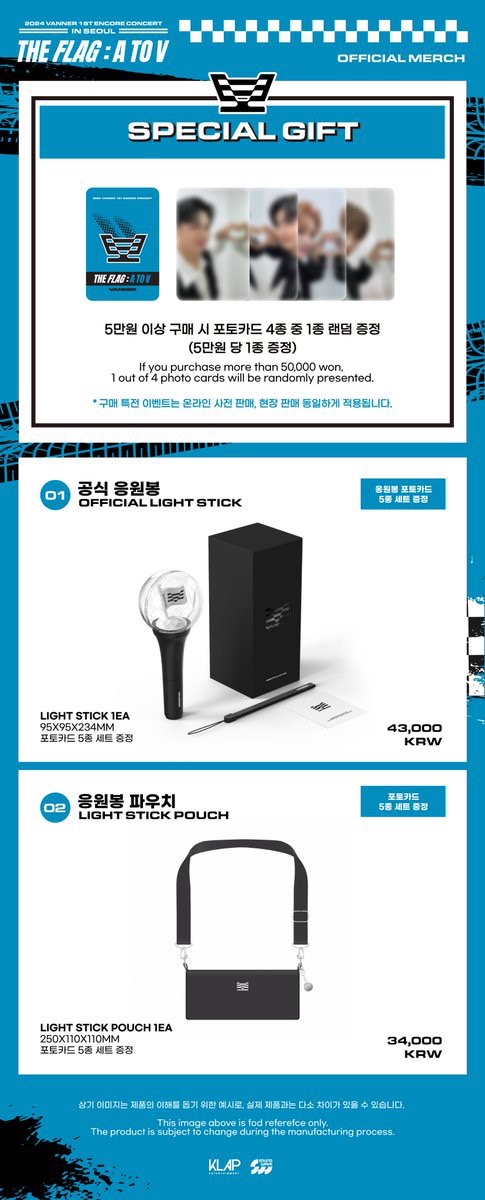 2024 VANNER 1ST ENCORE CONCERT
IN SEOUL
THE FLAG : A TO V
OFFICIAL MERCH
SPECIAL GIFT
2024 VANNER 1ST ENCORE CONCERT
THE FLAG : A TO V
VANNER
5만원 이상 구매 시 포토카드 4종 중 1종 랜덤 증정
(5만원 당 1종 증정)
If you purchase more than 50,000 won,
1 out of 4 photo cards will be randomly presented.
* 구매 특전 이벤트는 온라인 사전 판매, 현장 판매 동일하게 적용됩니다.
01 공식 응원봉
OFFICIAL LIGHT STICK
응원봉 포토카드
5종 세트 증정
LIGHT STICK 1EA
95X95X234MM
포토카드 5종 세트 증정
43,000
KRW
02 응원봉 파우치
LIGHT STICK POUCH
포토카드
5종 세트 증정
LIGHT STICK POUCH 1EA
250X110X110MM
포토카드 5종 세트 증정
34,000
KRW
상기 이미지는 제품의 이해를 돕기 위한 예시로, 실제 제품과는 다소 차이가 있을 수 있습니다.
This image above is fod referefce only.
The product is subject to change during the manufacturing process.
KLAP
ENTERTAINMENT